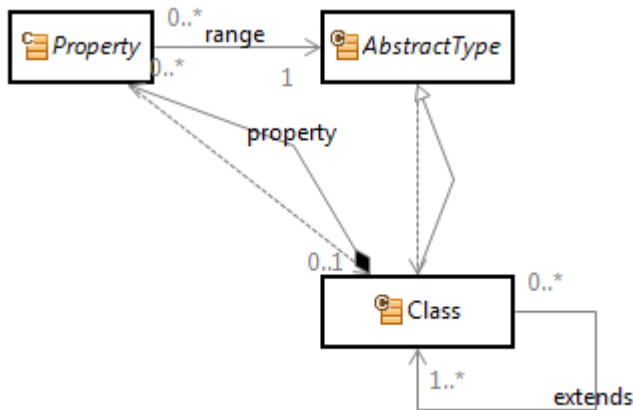 0..*
Property
range
AbstractType
0..*
1
property
0..1
0..*
Class
1..*
extends